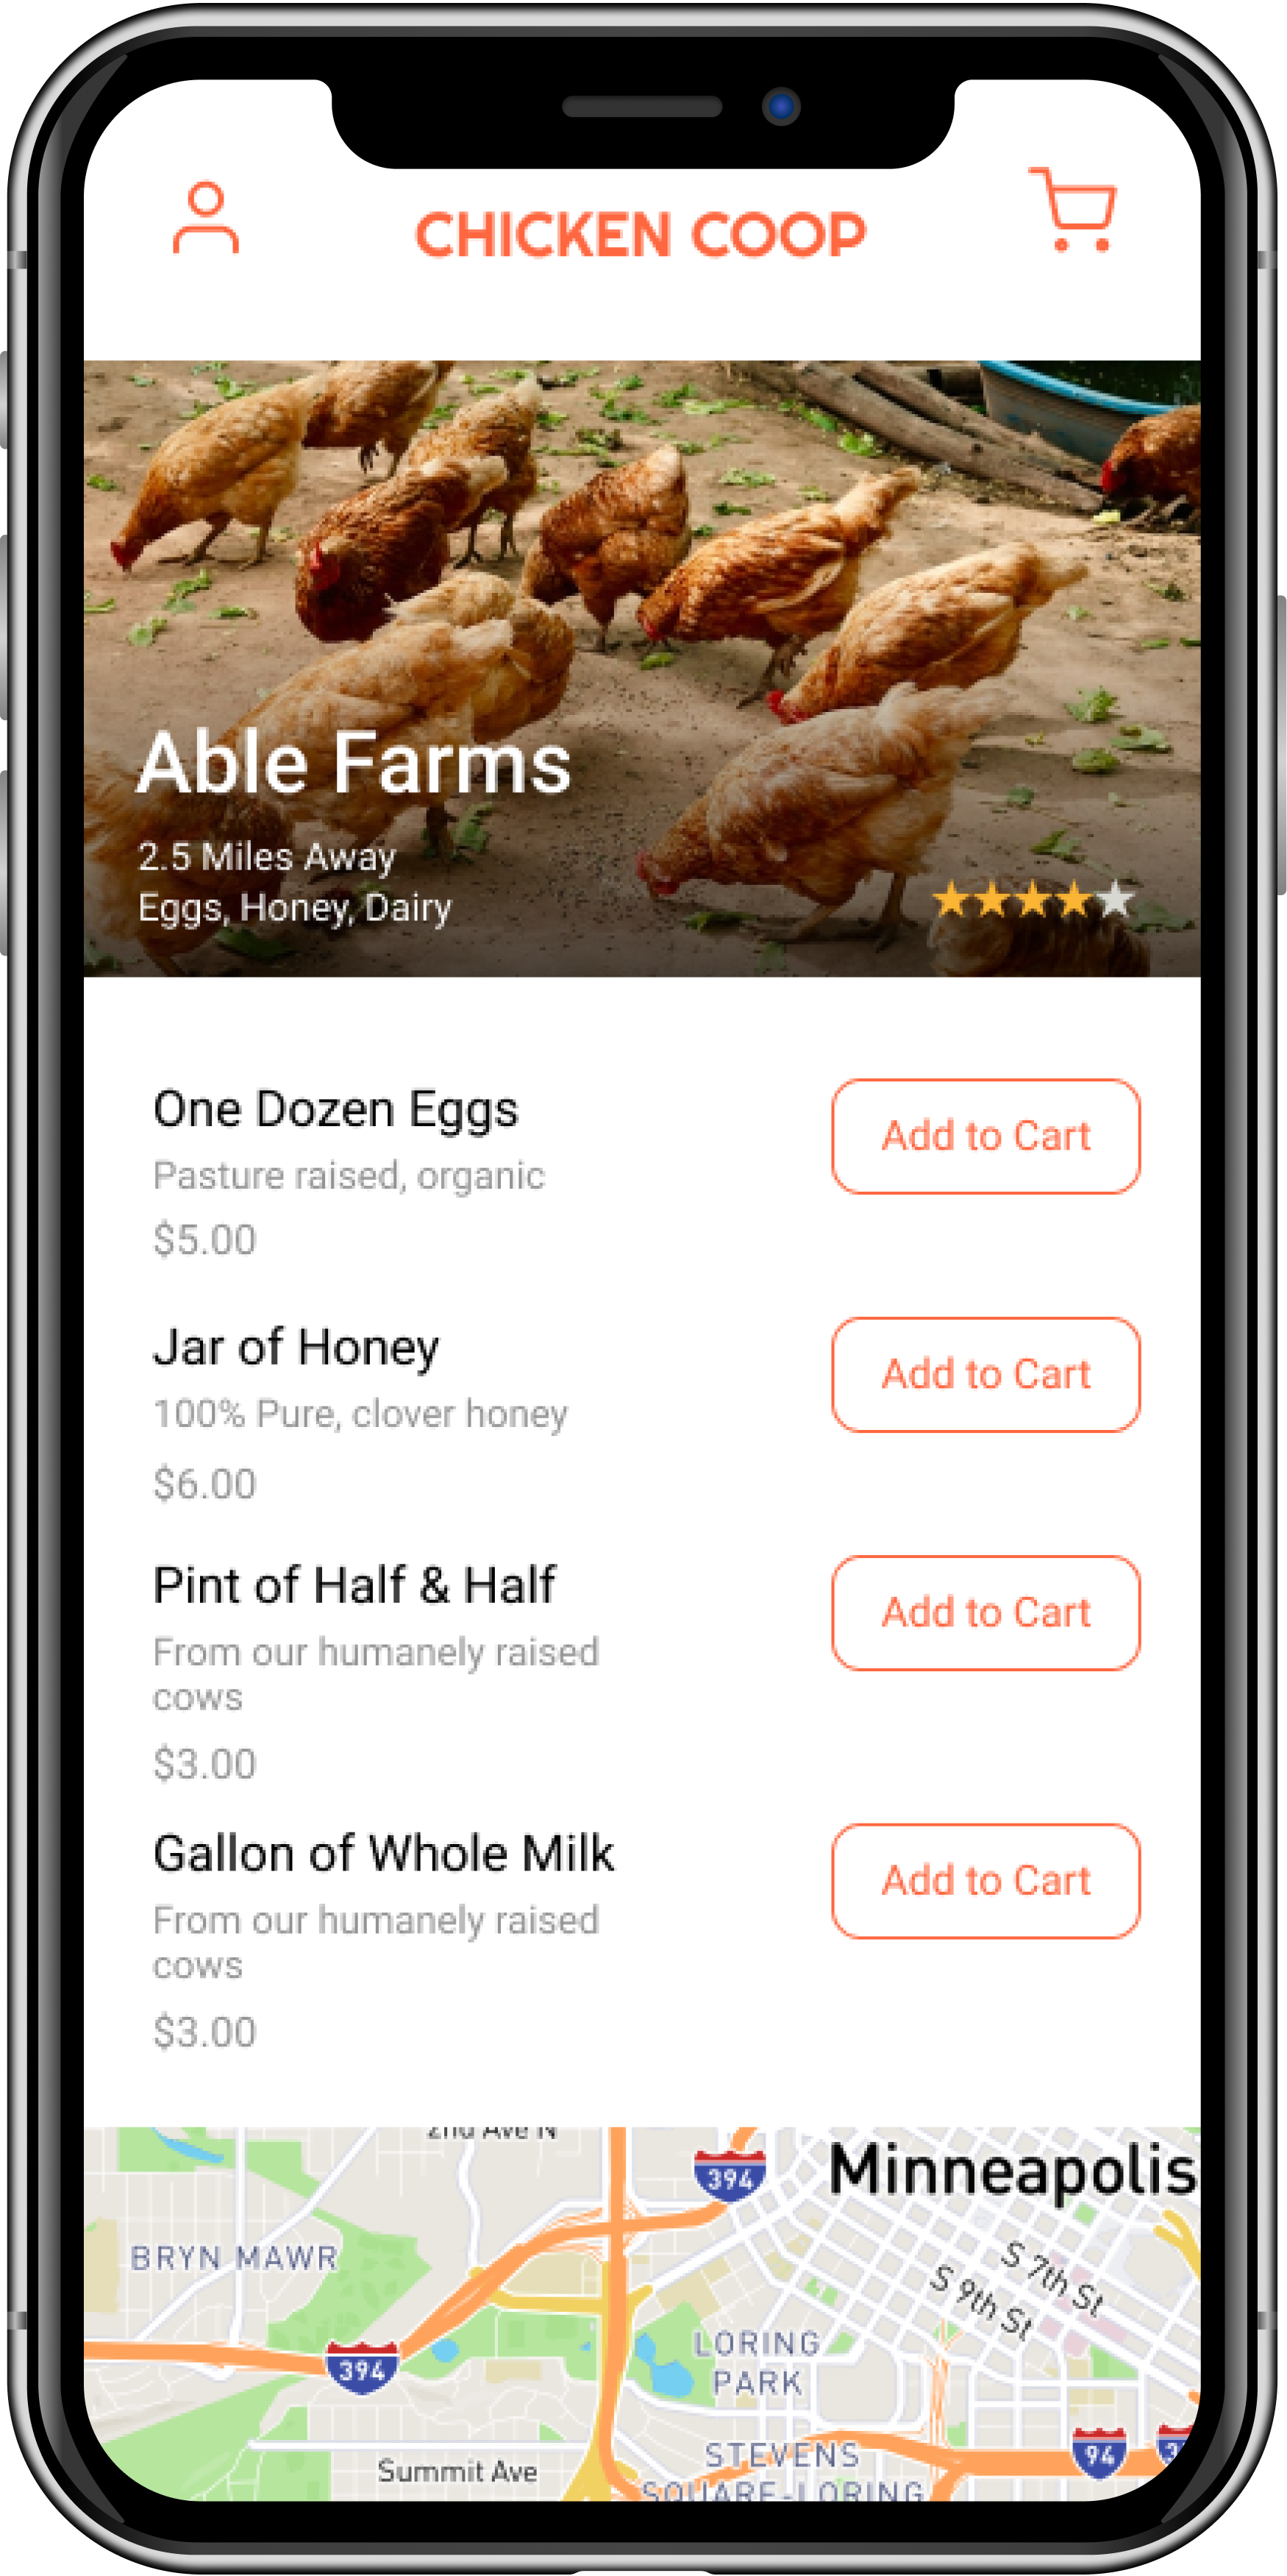 CHICKEN COOP
Able Farms
2.5 Miles Away
Eggs, Honey, Dairy
One Dozen Eggs
Add to Cart
Pasture raised, organic
$5.00
Jar of Honey
Add to Cart
100% Pure, clover honey
$6.00
Pint of Half & Half
Add to Cart
From our humanely raised
cows
$3.00
Gallon of Whole Milk
Add to Cart
From our humanely raised
cows
$3.00
2nd Ave N
394
Minneapolis
BRYN MAWR
S 7th St
S 9th St
394
LORING
PARK
STEVENS
SQUARE-LORING
94
Summit Ave